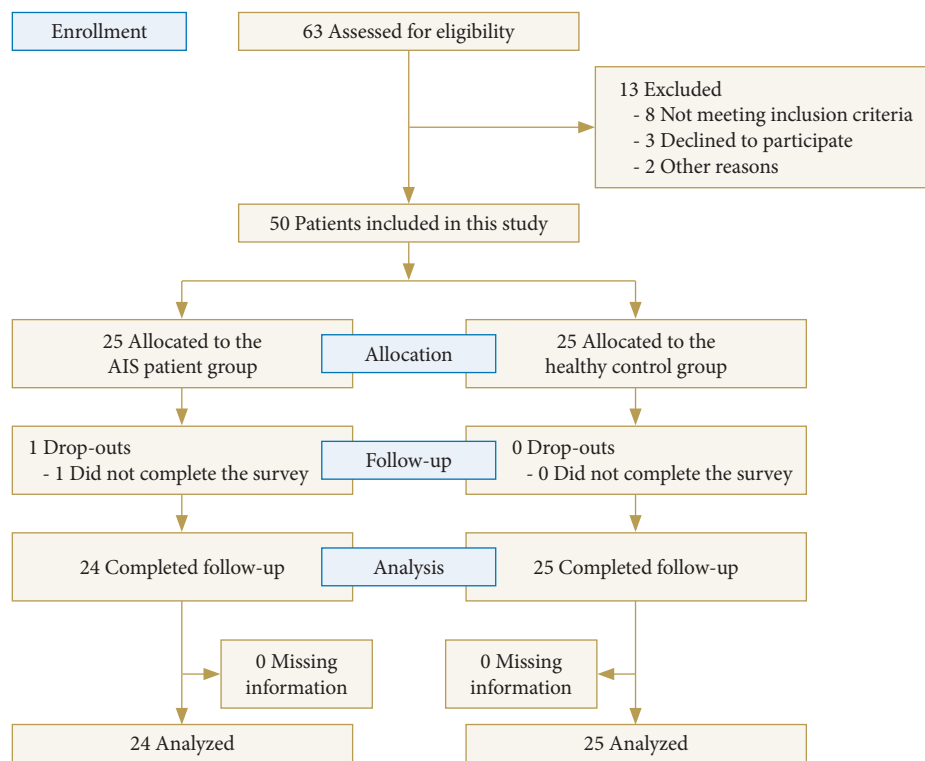 Enrollment
63 Assessed for eligibility
13 Excluded
- 8 Not meeting inclusion criteria
- 3 Declined to participate
- 2 Other reasons
50 Patients included in this study
25 Allocated to the
AIS patient group
Allocation
25 Allocated to the
healthy control group
1 Drop-outs
- 1 Did not complete the survey
Follow-up
0 Drop-outs
- 0 Did not complete the survey
24 Completed follow-up
Analysis
25 Completed follow-up
0 Missing
information
0 Missing
information
24 Analyzed
25 Analyzed